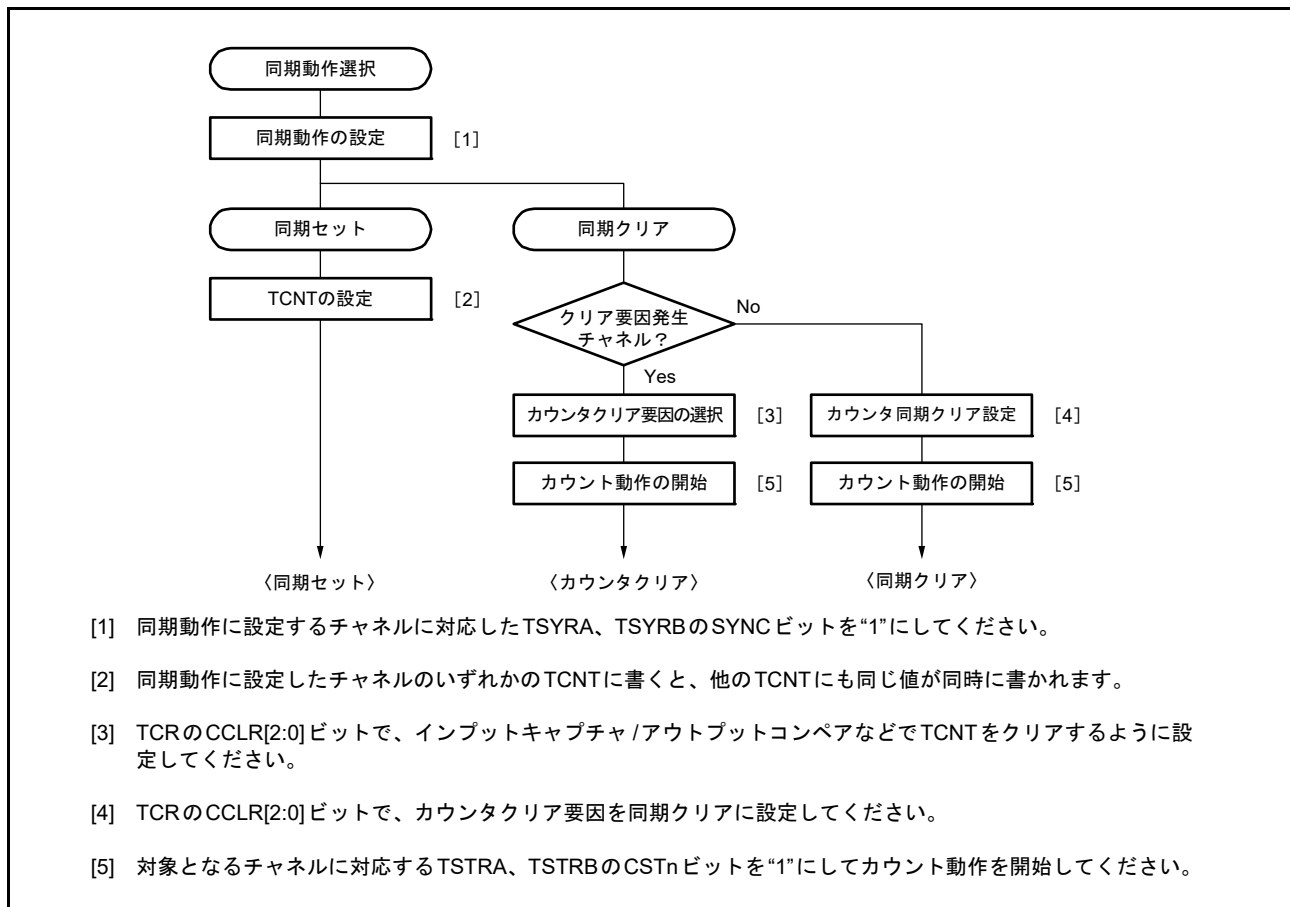 同期動作選択
同期動作の設定 [1]
同期セット 同期クリア
TCNTの設定 [2]
クリア要因発生
チャネル？
No
Yes
カウンタクリア要因の選択 [3] カウンタ同期クリア設定 [4]
カウント動作の開始 [5] カウント動作の開始 [5]
〈同期セット〉 〈カウンタクリア〉 〈同期クリア〉
[1] 同期動作に設定するチャネルに対応したTSYRA、TSYRBのSYNCビットを“1”にしてください。
[2] 同期動作に設定したチャネルのいずれかのTCNTに書くと、他のTCNTにも同じ値が同時に書かれます。
[3] TCRのCCLR[2:0]ビットで、インプットキャプチャ/アウトプットコンペアなどでTCNTをクリアするように設
定してください。
[4] TCRのCCLR[2:0]ビットで、カウンタクリア要因を同期クリアに設定してください。
[5] 対象となるチャネルに対応するTSTRA、TSTRBのCSTnビットを“1”にしてカウント動作を開始してください。